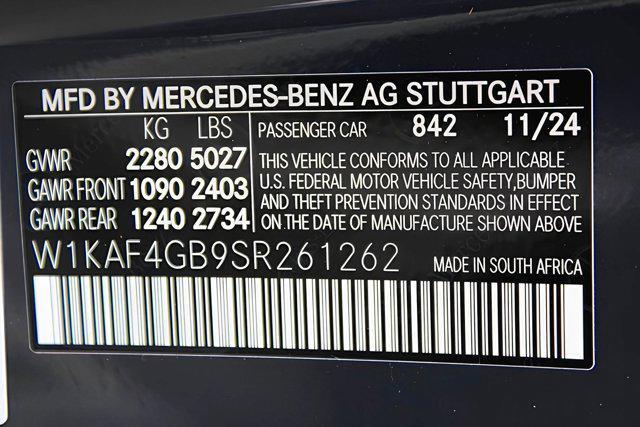 MFD BY MERCEDES-BENZ AG STUTTGART
KG LBS
GVWR 2280 5027
GAWR FRONT 1090 2403
GAWR REAR 1240 2734
PASSENGER CAR 842 11/24
THIS VEHICLE CONFORMS TO ALL APPLICABLE
U.S. FEDERAL MOTOR VEHICLE SAFETY,BUMPER
AND THEFT PREVENTION STANDARDS IN EFFECT
ON THE DATE OF MANUFACTURE SHOWN ABOVE
W1KAF4GB9SR261262 MADE IN SOUTH AFRICA